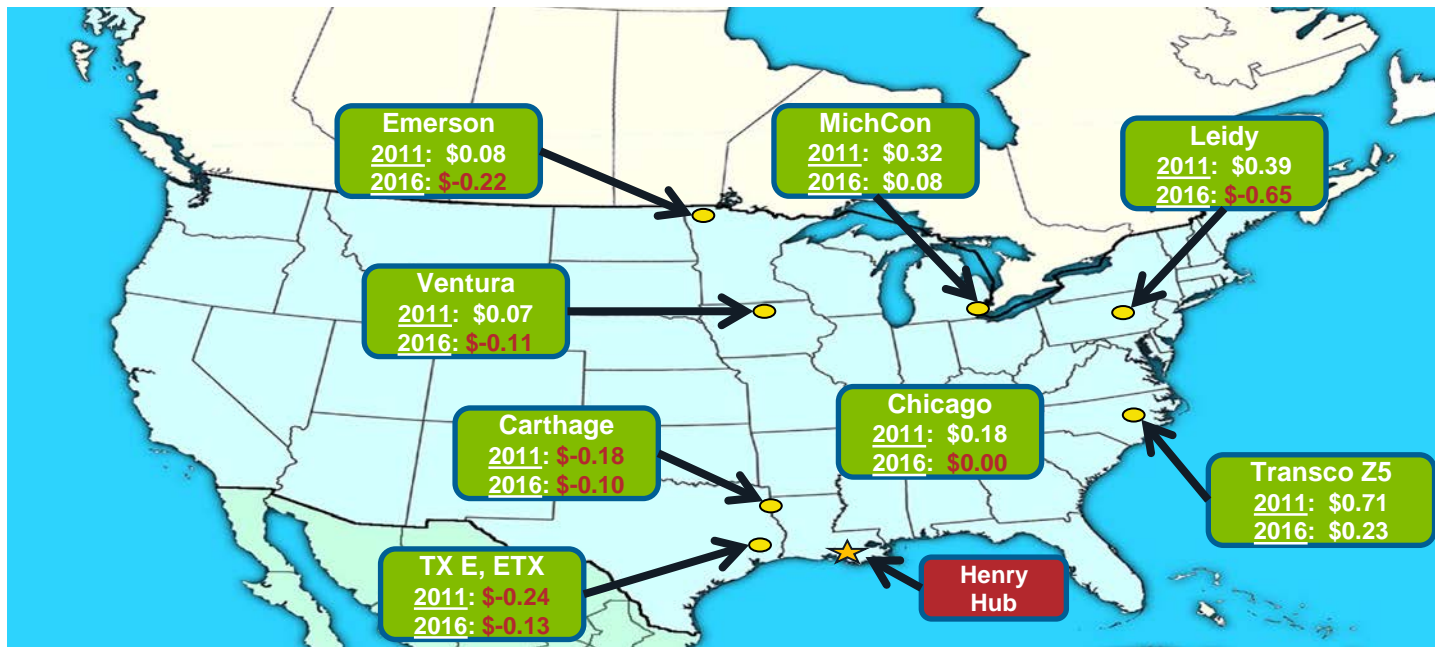 Emerson
2011: $0.08
2016: $-0.22
MichCon
2011: $0.32
2016: $0.08
Leidy
2011: $0.39
2016: $-0.65
Ventura
2011: $0.07
2016: $-0.11
Chicago
2011: $0.18
2016: $0.00
Carthage
2011: $-0.18
2016: $-0.10
Transco Z5
2011: $0.71
2016: $0.23
TX E, ETX
2011: $-0.24
2016: $-0.13
Henry
Hub